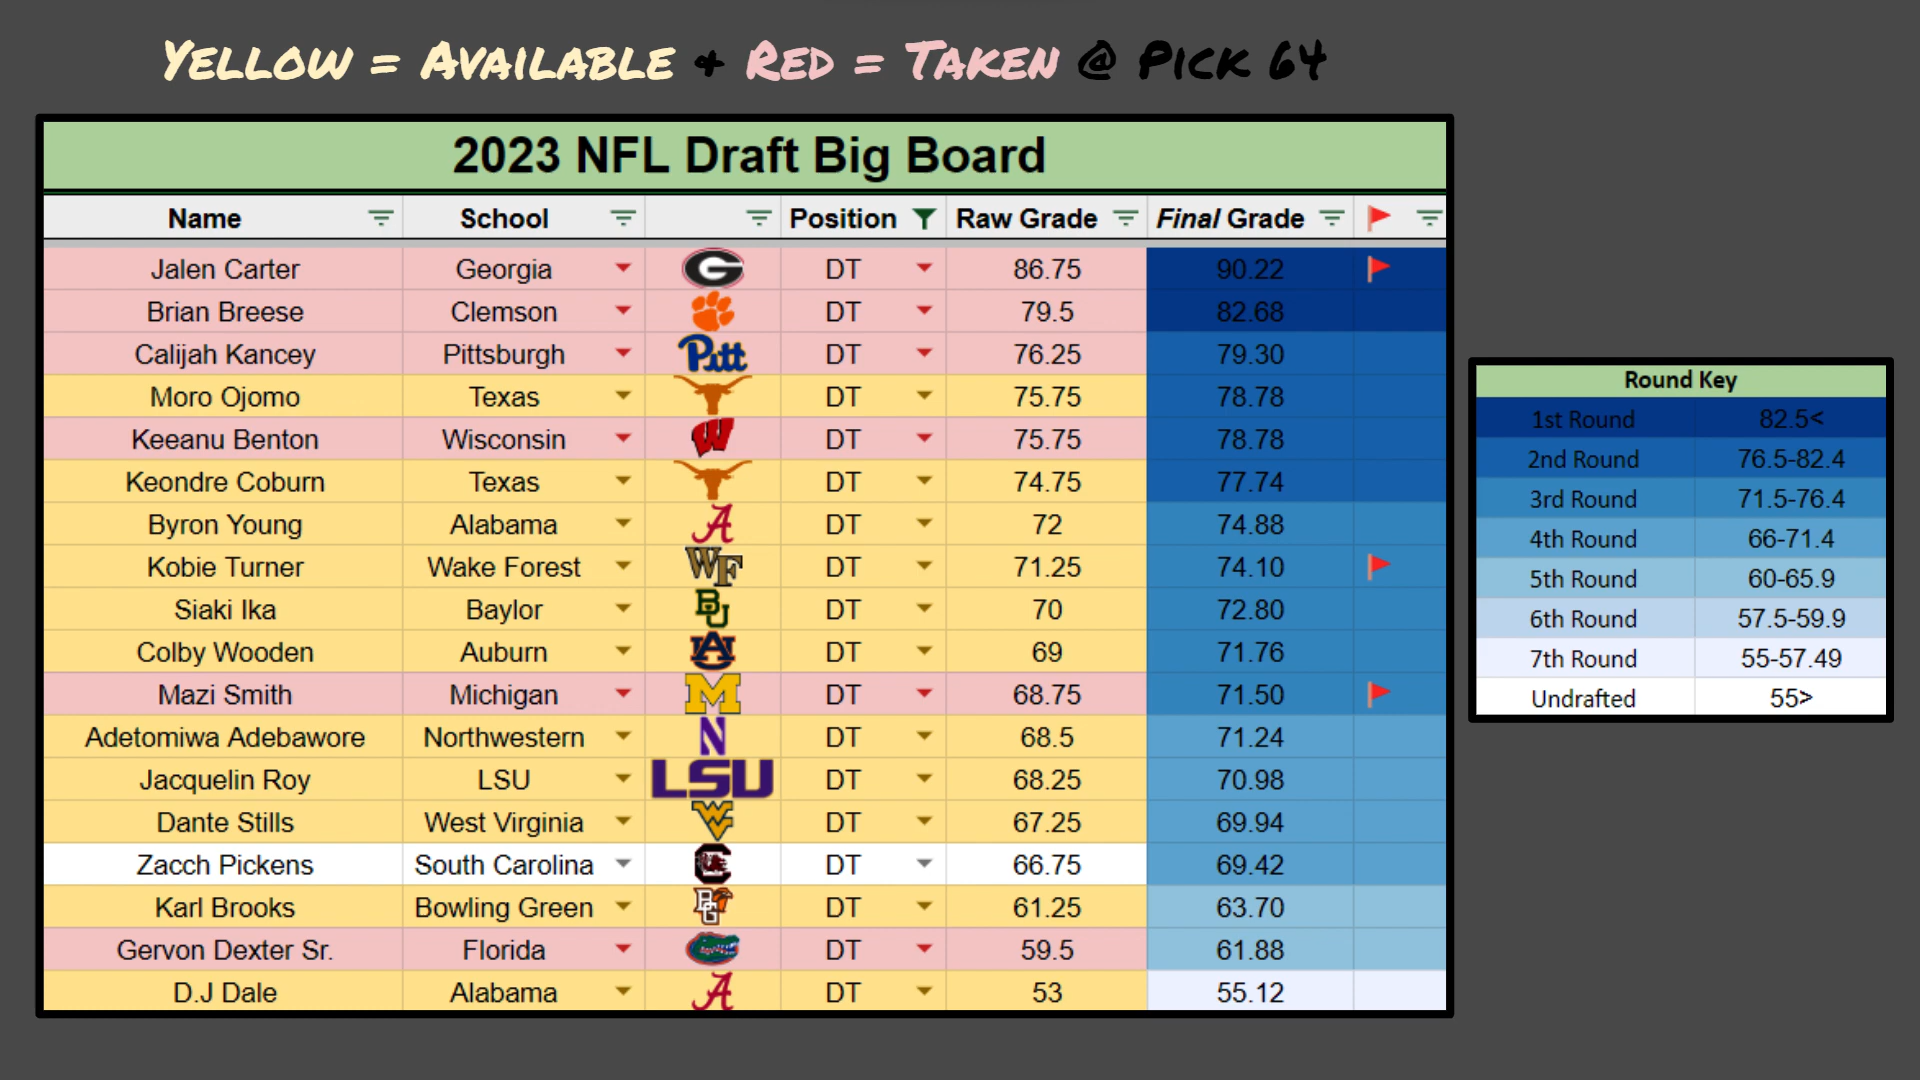 Yellow = Available & Red = Taken @ Pick 64
2023 NFL Draft Big Board
Name School Position Raw Grade Final Grade
Jalen Carter Georgia G DT 86.75 90.22
Brian Breese Clemson DT 79.5 82.68
Calijah Kancey Pittsburgh Pitt DT 76.25 79.30
Moro Ojomo Texas DT 75.75 78.78
Keeanu Benton Wisconsin W DT 75.75 78.78
Keondre Coburn Texas DT 74.75 77.74
Byron Young Alabama A DT 72 74.88
Kobie Turner Wake Forest WF DT 71.25 74.10
Siaki Ika Baylor BU DT 70 72.80
Colby Wooden Auburn AU DT 69 71.76
Mazi Smith Michigan M DT 68.75 71.50
Adetomiwa Adebawore Northwestern N DT 68.5 71.24
Jacquelin Roy LSU LSU DT 68.25 70.98
Dante Stills West Virginia WV DT 67.25 69.94
Zacch Pickens South Carolina C DT 66.75 69.42
Karl Brooks Bowling Green BG DT 61.25 63.70
Gervon Dexter Sr. Florida DT 59.5 61.88
D.J Dale Alabama A DT 53 55.12
Round Key
1st Round 82.5<
2nd Round 76.5-82.4
3rd Round 71.5-76.4
4th Round 66-71.4
5th Round 60-65.9
6th Round 57.5-59.9
7th Round 55-57.49
Undrafted 55>